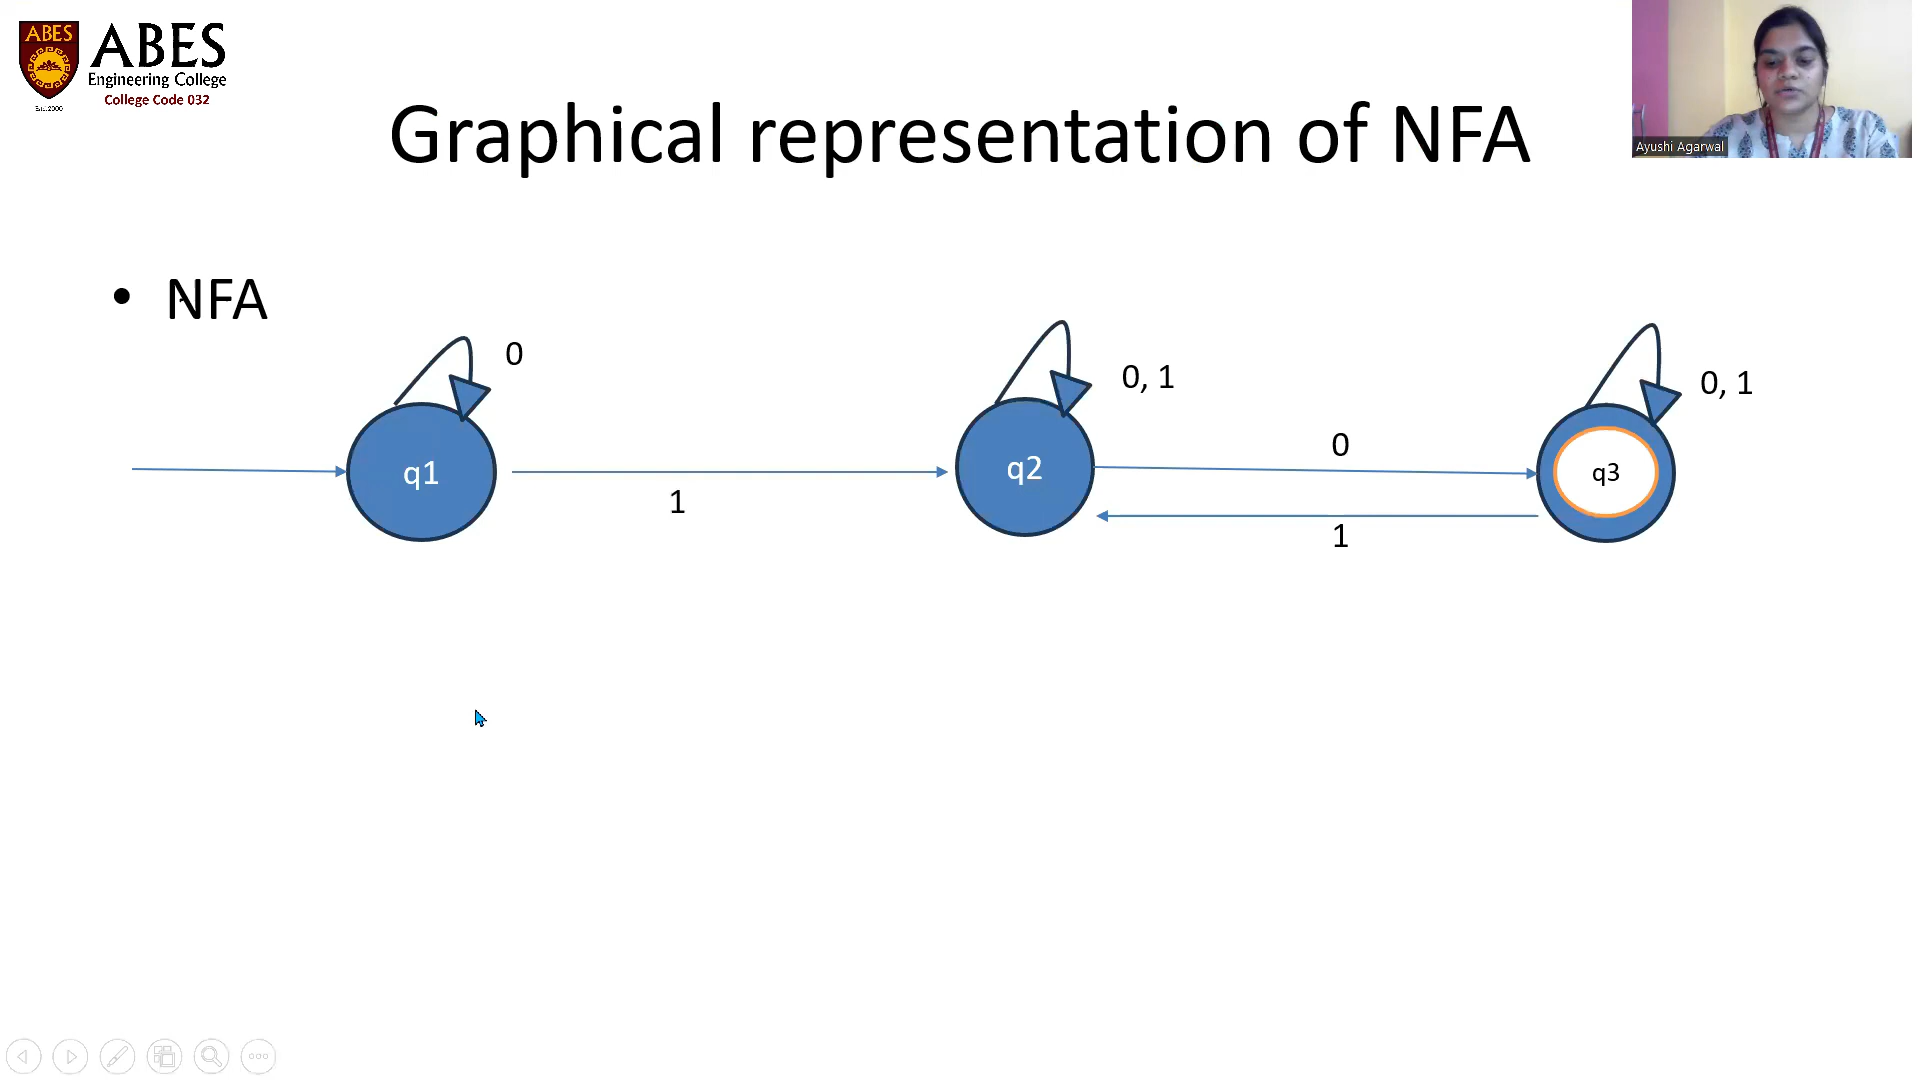 ABES
ABES
Engineering College
College Code 032
Estd. 2000
Graphical representation of NFA
Ayushi Agarwal
• NFA
0
0, 1
0, 1
q1
1
q2
0
1
q3